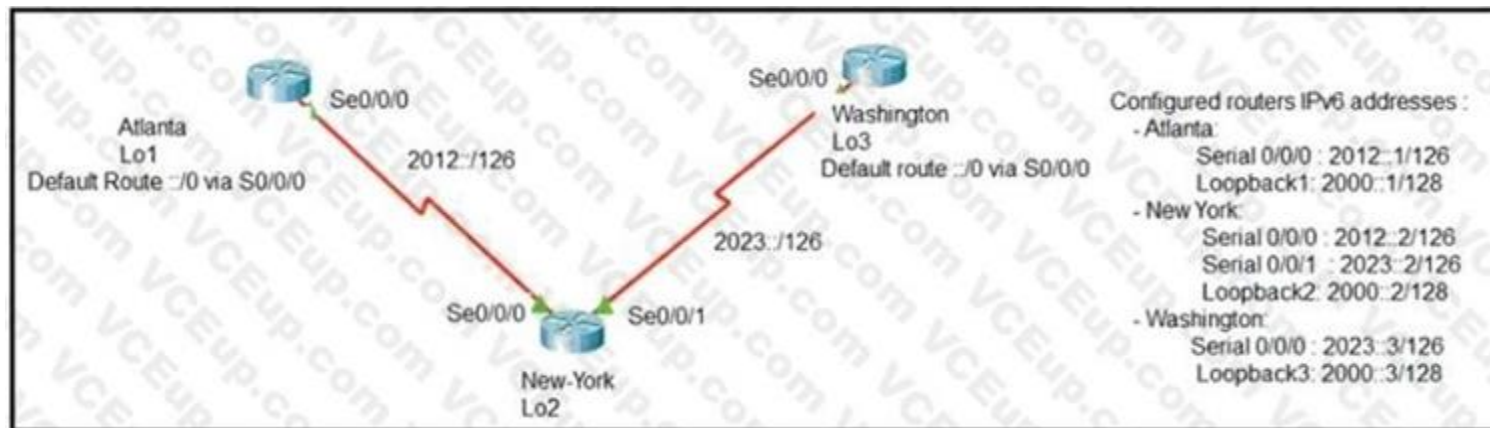 Se0/0/0
Atlanta
Lo1
Default Route ::/0 via S0/0/0
2012::/126
Se0/0/0
Washington
Lo3
Default route ::/0 via S0/0/0
2023::/126
Se0/0/0
Se0/0/1
New-York
Lo2
Configured routers IPv6 addresses :
- Atlanta:
Serial 0/0/0 : 2012::1/126
Loopback1: 2000::1/128
- New York:
Serial 0/0/0 : 2012::2/126
Serial 0/0/1 : 2023::2/126
Loopback2: 2000::2/128
- Washington:
Serial 0/0/0 : 2023::3/126
Loopback3: 2000::3/128
VCEup.com